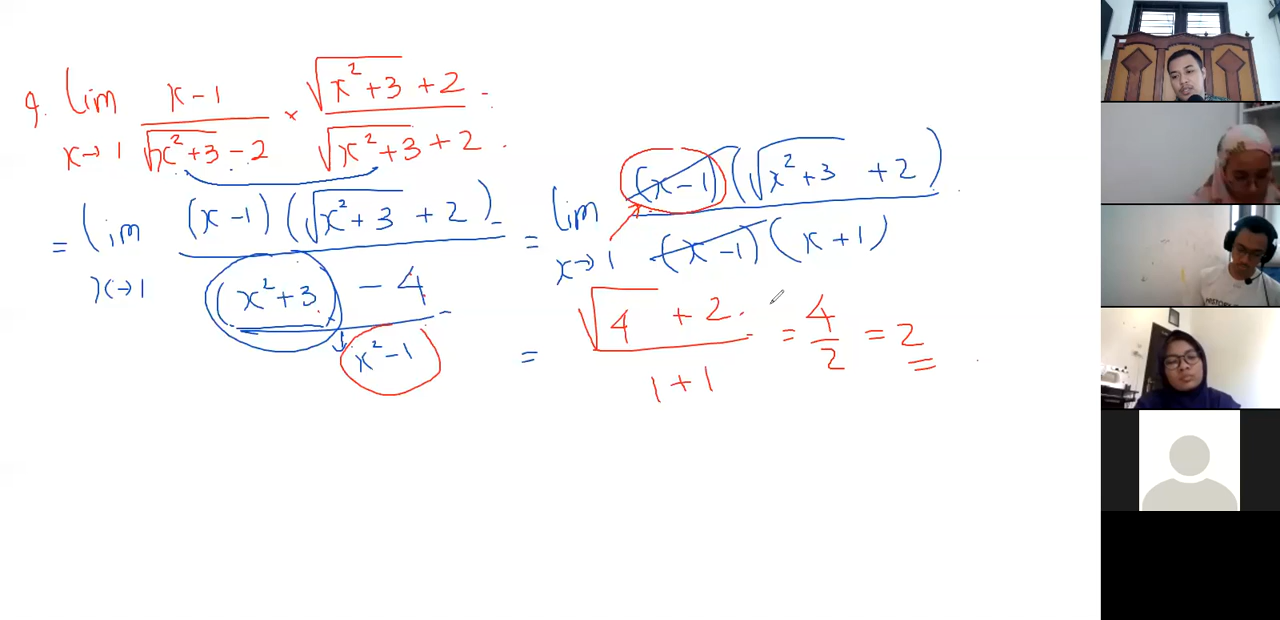 9. lim x→1 (x-1)/(√(x²+3) - 2) × (√(x²+3) + 2)/(√(x²+3) + 2)
= lim x→1 (x-1)(√(x²+3) + 2)/((x²+3) - 4)
x²-1
= lim x→1 (x-1)(√(x²+3) + 2)/((x-1)(x+1))
= (√4 + 2)/(1+1) = 4/2 = 2